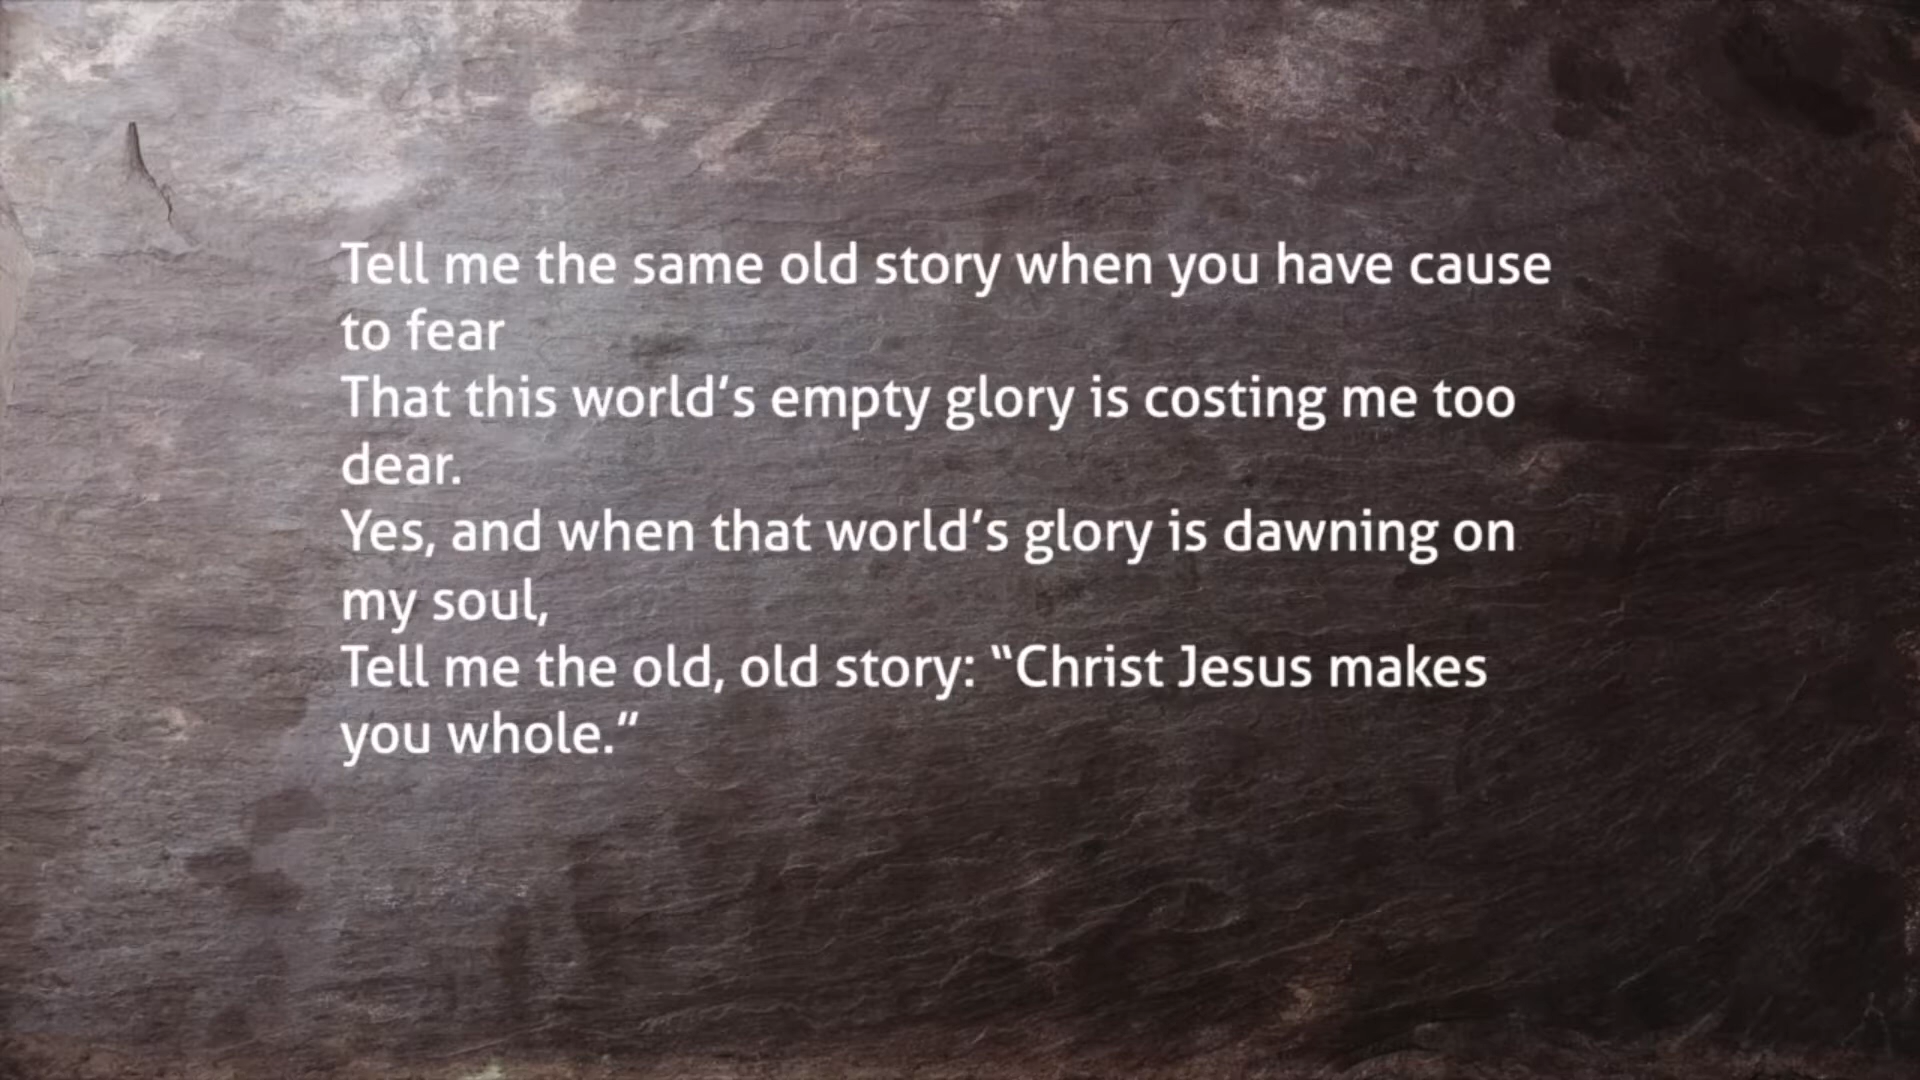 Tell me the same old story when you have cause
to fear
That this world’s empty glory is costing me too
dear.
Yes, and when that world’s glory is dawning on
my soul,
Tell me the old, old story: “Christ Jesus makes
you whole.”